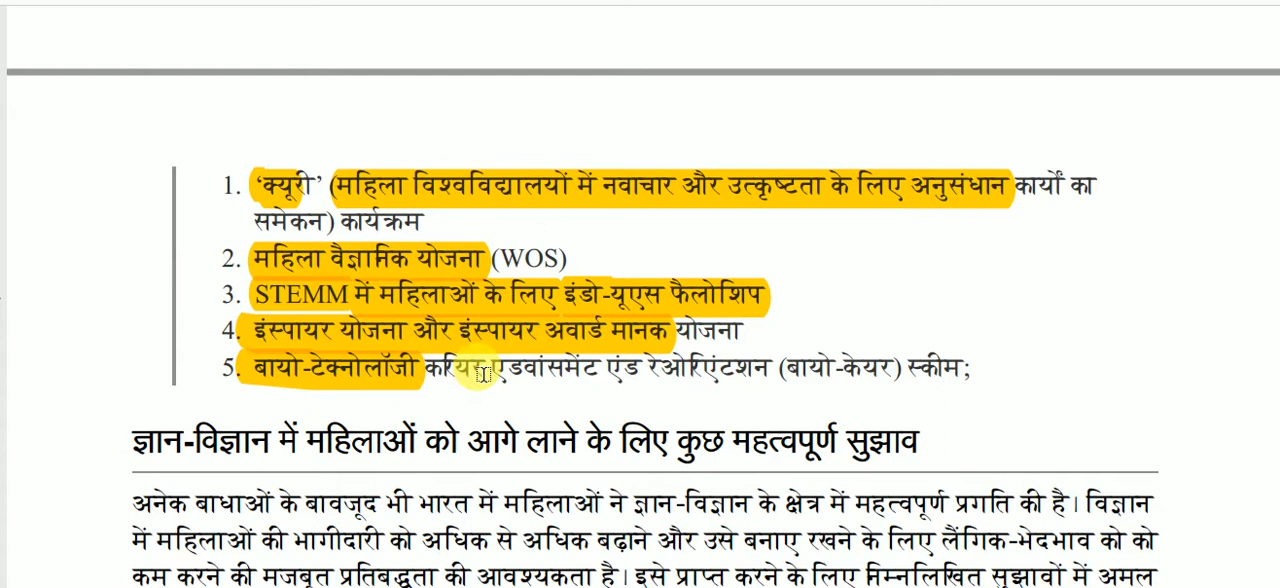 1. ‘क्यूरी’ (महिला विश्वविद्यालयों में नवाचार और उत्कृष्टता के लिए अनुसंधान कार्यों का
समेकन) कार्यक्रम
2. महिला वैज्ञानिक योजना (WOS)
3. STEMM में महिलाओं के लिए इंडो-यूएस फैलोशिप
4. इंस्पायर योजना और इंस्पायर अवार्ड मानक योजना
5. बायो-टेक्नोलॉजी करियर एडवांसमेंट एंड रेओरिएंटशन (बायो-केयर) स्कीम;
ज्ञान-विज्ञान में महिलाओं को आगे लाने के लिए कुछ महत्वपूर्ण सुझाव
अनेक बाधाओं के बावजूद भी भारत में महिलाओं ने ज्ञान-विज्ञान के क्षेत्र में महत्वपूर्ण प्रगति की है। विज्ञान
में महिलाओं की भागीदारी को अधिक से अधिक बढ़ाने और उसे बनाए रखने के लिए लैंगिक-भेदभाव को को
कम करने की मजबूत प्रतिबद्धता की आवश्यकता है। इसे प्राप्त करने के लिए निम्नलिखित सुझावों में अमल